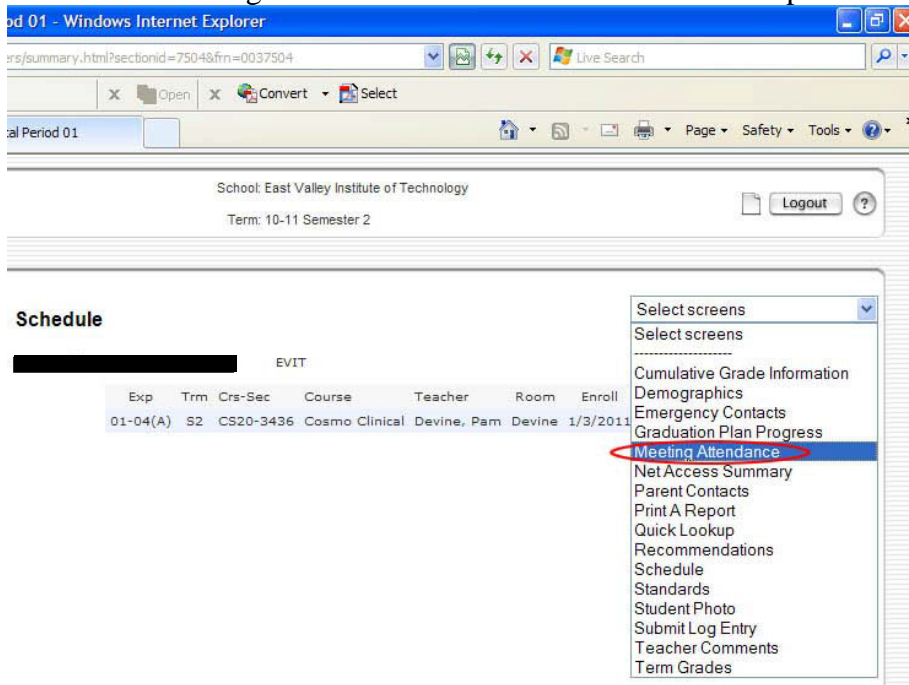 od 01 - Windows Internet Explorer
ers/summary.html?sectionid=7504&frn=0037504
Live Search
x Open x Convert Select
cal Period 01
Page Safety Tools
School: East Valley Institute of Technology
Logout ?
Term: 10-11 Semester 2
Schedule
Select screens
Select screens
--------------------
EVIT
Cumulative Grade Information
Exp Trm Crs-Sec Course Teacher Room Enroll
Demographics
Emergency Contacts
01-04(A) S2 CS20-3436 Cosmo Clinical Devine, Pam Devine 1/3/2011
Graduation Plan Progress
Meeting Attendance
Net Access Summary
Parent Contacts
Print A Report
Quick Lookup
Recommendations
Schedule
Standards
Student Photo
Submit Log Entry
Teacher Comments
Term Grades